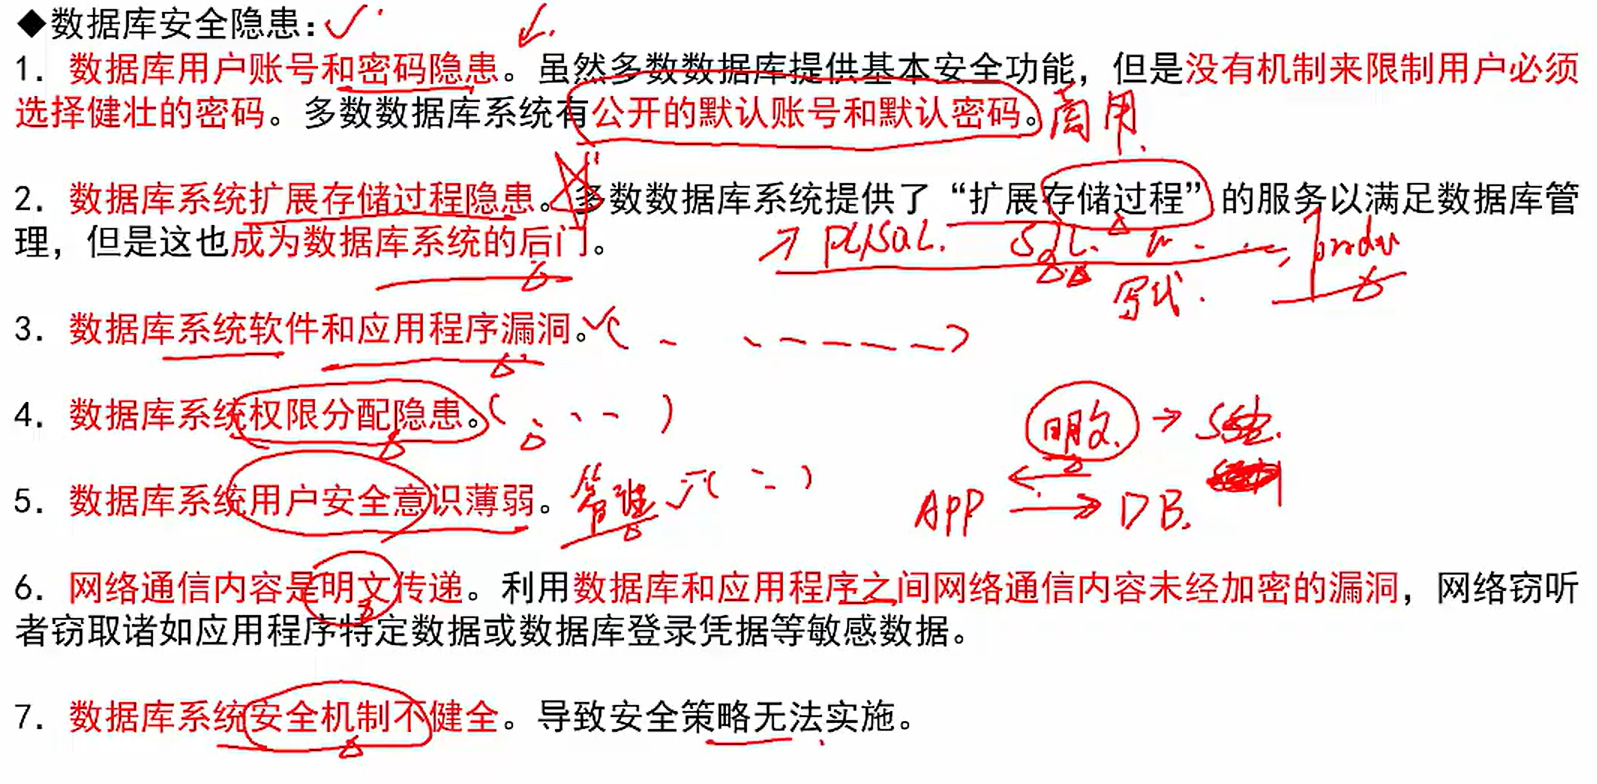 ◆数据库安全隐患：
1. 数据库用户账号和密码隐患。虽然多数数据库提供基本安全功能，但是没有机制来限制用户必须
选择健壮的密码。多数数据库系统有公开的默认账号和默认密码。商用
2. 数据库系统扩展存储过程隐患。多数数据库系统提供了“扩展存储过程”的服务以满足数据库管
理，但是这也成为数据库系统的后门。
PL/SQL. SQL.
3. 数据库系统软件和应用程序漏洞。
4. 数据库系统权限分配隐患。
明文
5. 数据库系统用户安全意识薄弱。管理
APP → DB.
6. 网络通信内容是明文传递。利用数据库和应用程序之间网络通信内容未经加密的漏洞，网络窃听
者窃取诸如应用程序特定数据或数据库登录凭据等敏感数据。
7. 数据库系统安全机制不健全。导致安全策略无法实施。